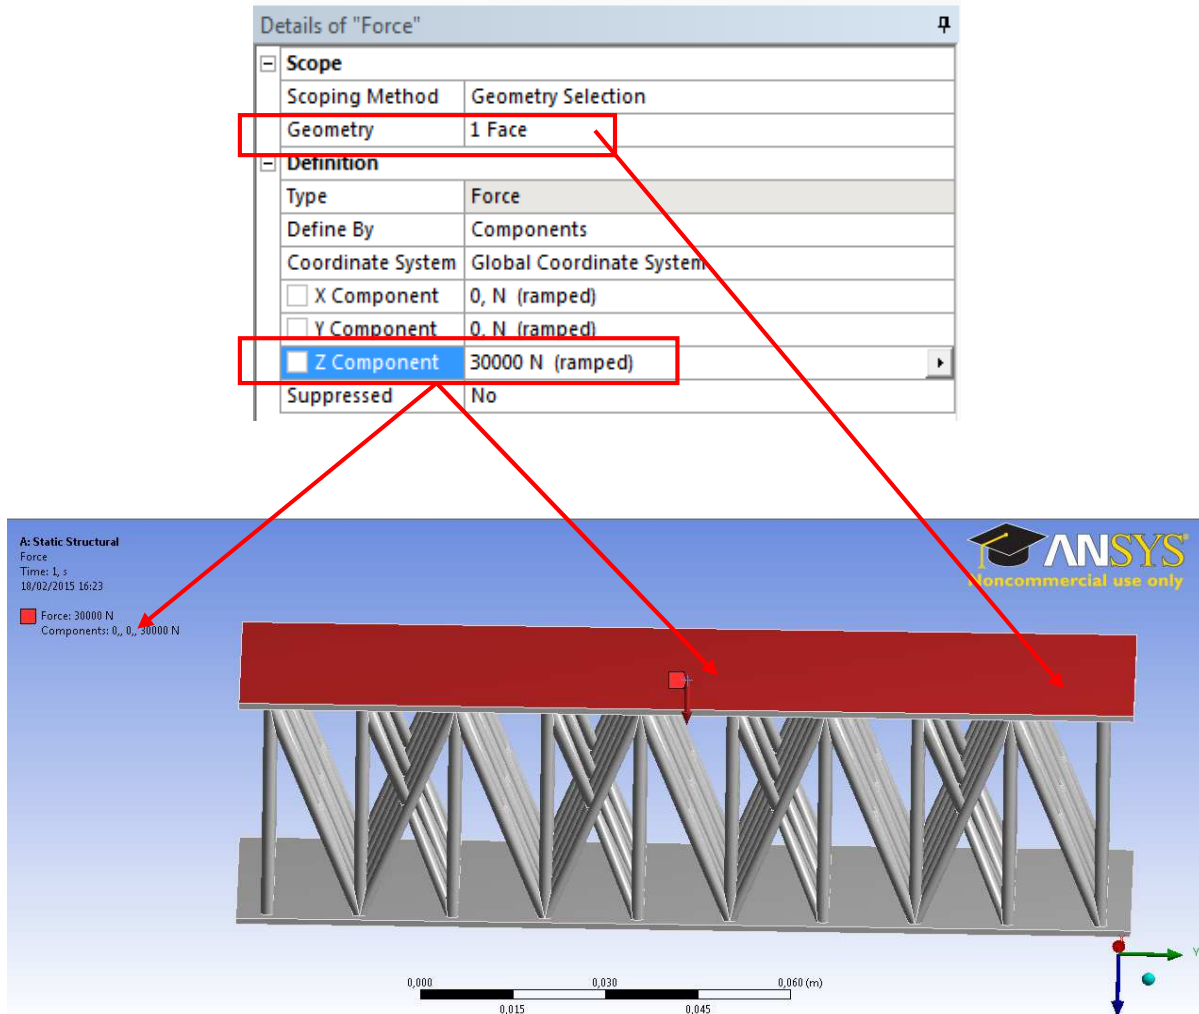 Details of "Force"
Scope
Scoping Method Geometry Selection
Geometry 1 Face
Definition
Type Force
Define By Components
Coordinate System Global Coordinate System
X Component 0, N (ramped)
Y Component 0, N (ramped)
Z Component 30000 N (ramped)
Suppressed No
A: Static Structural
Force
Time: 1, s
18/02/2015 16:23
Force: 30000 N
Components: 0,, 0,, 30000 N
ANSYS
Noncommercial use only
Y
0,000 0,030 0,060 (m)
0,015 0,045